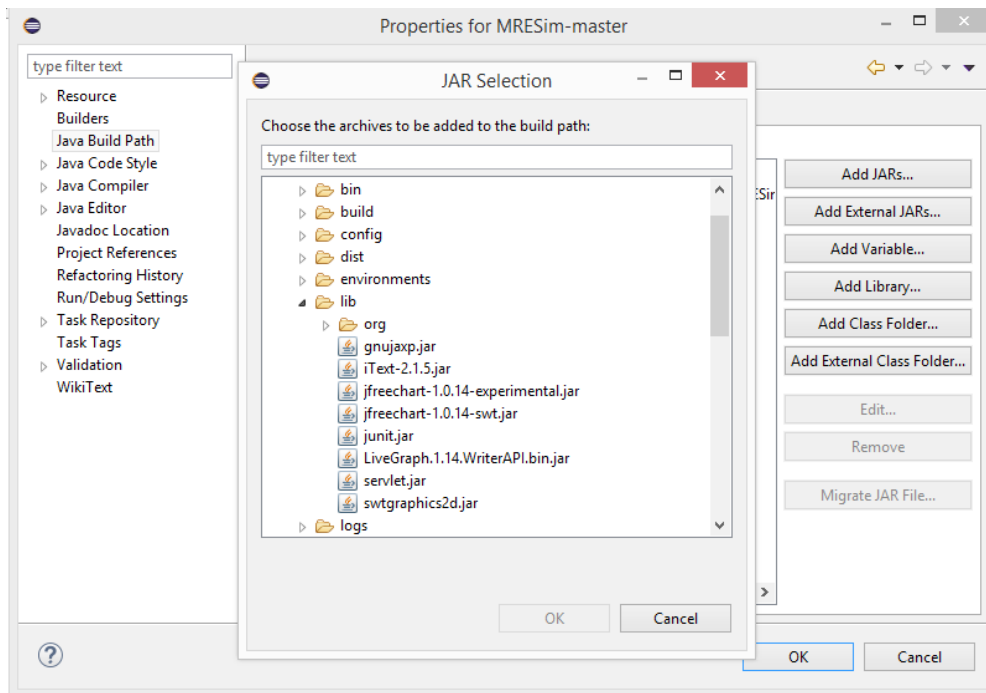 Properties for MRESim-master
type filter text
Resource
Builders
Java Build Path
Java Code Style
Java Compiler
Java Editor
Javadoc Location
Project References
Refactoring History
Run/Debug Settings
Task Repository
Task Tags
Validation
WikiText
JAR Selection
Choose the archives to be added to the build path:
type filter text
bin
build
config
dist
environments
lib
org
gnujaxp.jar
iText-2.1.5.jar
jfreechart-1.0.14-experimental.jar
jfreechart-1.0.14-swt.jar
junit.jar
LiveGraph.1.14.WriterAPI.bin.jar
servlet.jar
swtgraphics2d.jar
logs
OK
Cancel
ESir
Add JARs...
Add External JARs...
Add Variable...
Add Library...
Add Class Folder...
Add External Class Folder...
Edit...
Remove
Migrate JAR File...
OK
Cancel